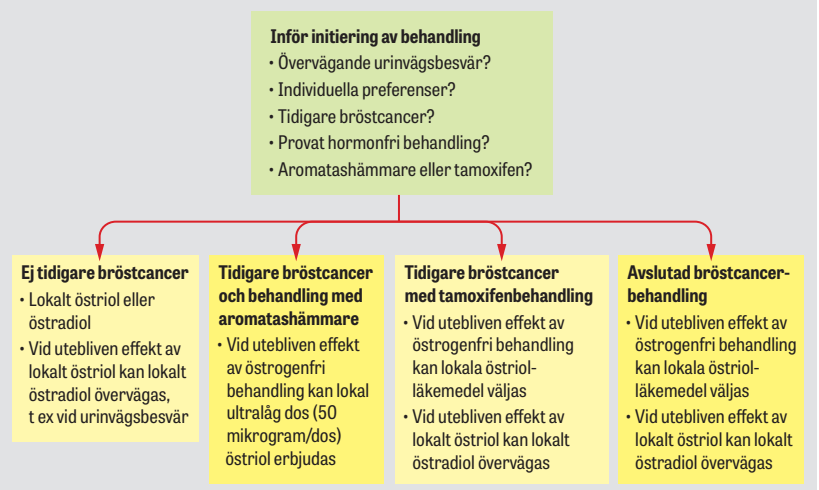 Inför initiering av behandling
• Övervägande urinvägsbesvär?
• Individuella preferenser?
• Tidigare bröstcancer?
• Provat hormonfri behandling?
• Aromatashämmare eller tamoxifen?
Ej tidigare bröstcancer
• Lokalt östriol eller
östradiol
• Vid utebliven effekt av
lokalt östriol kan lokalt
östradiol övervägas,
t ex vid urinvägsbesvär
Tidigare bröstcancer
och behandling med
aromatashämmare
• Vid utebliven effekt
av östrogenfri
behandling kan lokal
ultralåg dos (50
mikrogram/dos)
östriol erbjudas
Tidigare bröstcancer
med tamoxifenbehandling
• Vid utebliven effekt av
östrogenfri behandling
kan lokala östriol-
läkemedel väljas
• Vid utebliven effekt av
lokalt östriol kan lokalt
östradiol övervägas
Avslutad bröstcancer-
behandling
• Vid utebliven effekt av
östrogenfri behandling
kan lokala östriol-
läkemedel väljas
• Vid utebliven effekt av
lokalt östriol kan lokalt
östradiol övervägas